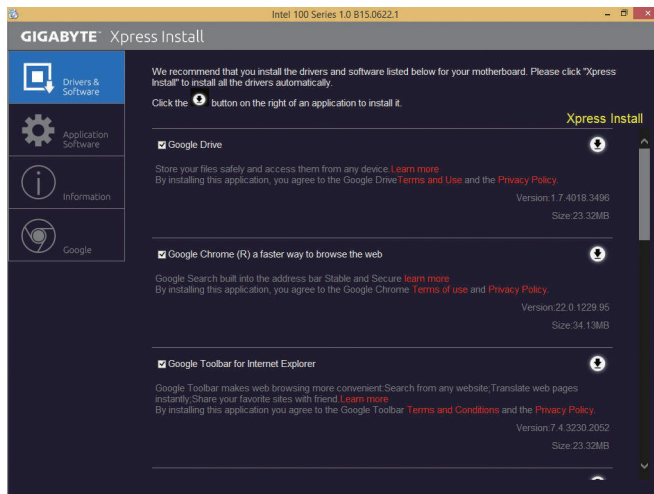 Intel 100 Series 1.0 B15.0622.1
GIGABYTE™ Xpress Install
Drivers &
Software
Application
Software
Information
Google
We recommend that you install the drivers and software listed below for your motherboard. Please click "Xpress
Install" to install all the drivers automatically.
Click the button on the right of an application to install it.
Xpress Install
Google Drive
Store your files safely and access them from any device.Learn more
By installing this application, you agree to the Google DriveTerms and Use and the Privacy Policy.
Version:1.7.4018.3496
Size:23.32MB
Google Chrome (R) a faster way to browse the web
Google Search built into the address bar Stable and Secure learn more
By installing this application, you agree to the Google Chrome Terms of use and Privacy Policy.
Version:22.0.1229.95
Size:34.13MB
Google Toolbar for Internet Explorer
Google Toolbar makes web browsing more convenient:Search from any website;Translate web pages
instantly;Share your favorite sites with friend.Learn more
By installing this application you agree to the Google Toolbar Terms and Conditions and the Privacy Policy.
Version:7.4.3230.2052
Size:23.32MB